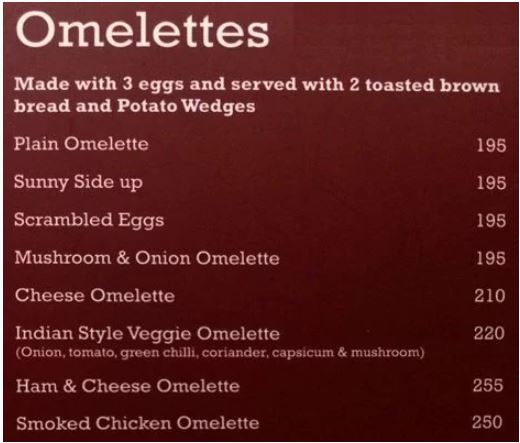 Omelettes
Made with 3 eggs and served with 2 toasted brown
bread and Potato Wedges
Plain Omelette 195
Sunny Side up 195
Scrambled Eggs 195
Mushroom & Onion Omelette 195
Cheese Omelette 210
Indian Style Veggie Omelette 220
(Onion, tomato, green chilli, coriander, capsicum & mushroom)
Ham & Cheese Omelette 255
Smoked Chicken Omelette 250